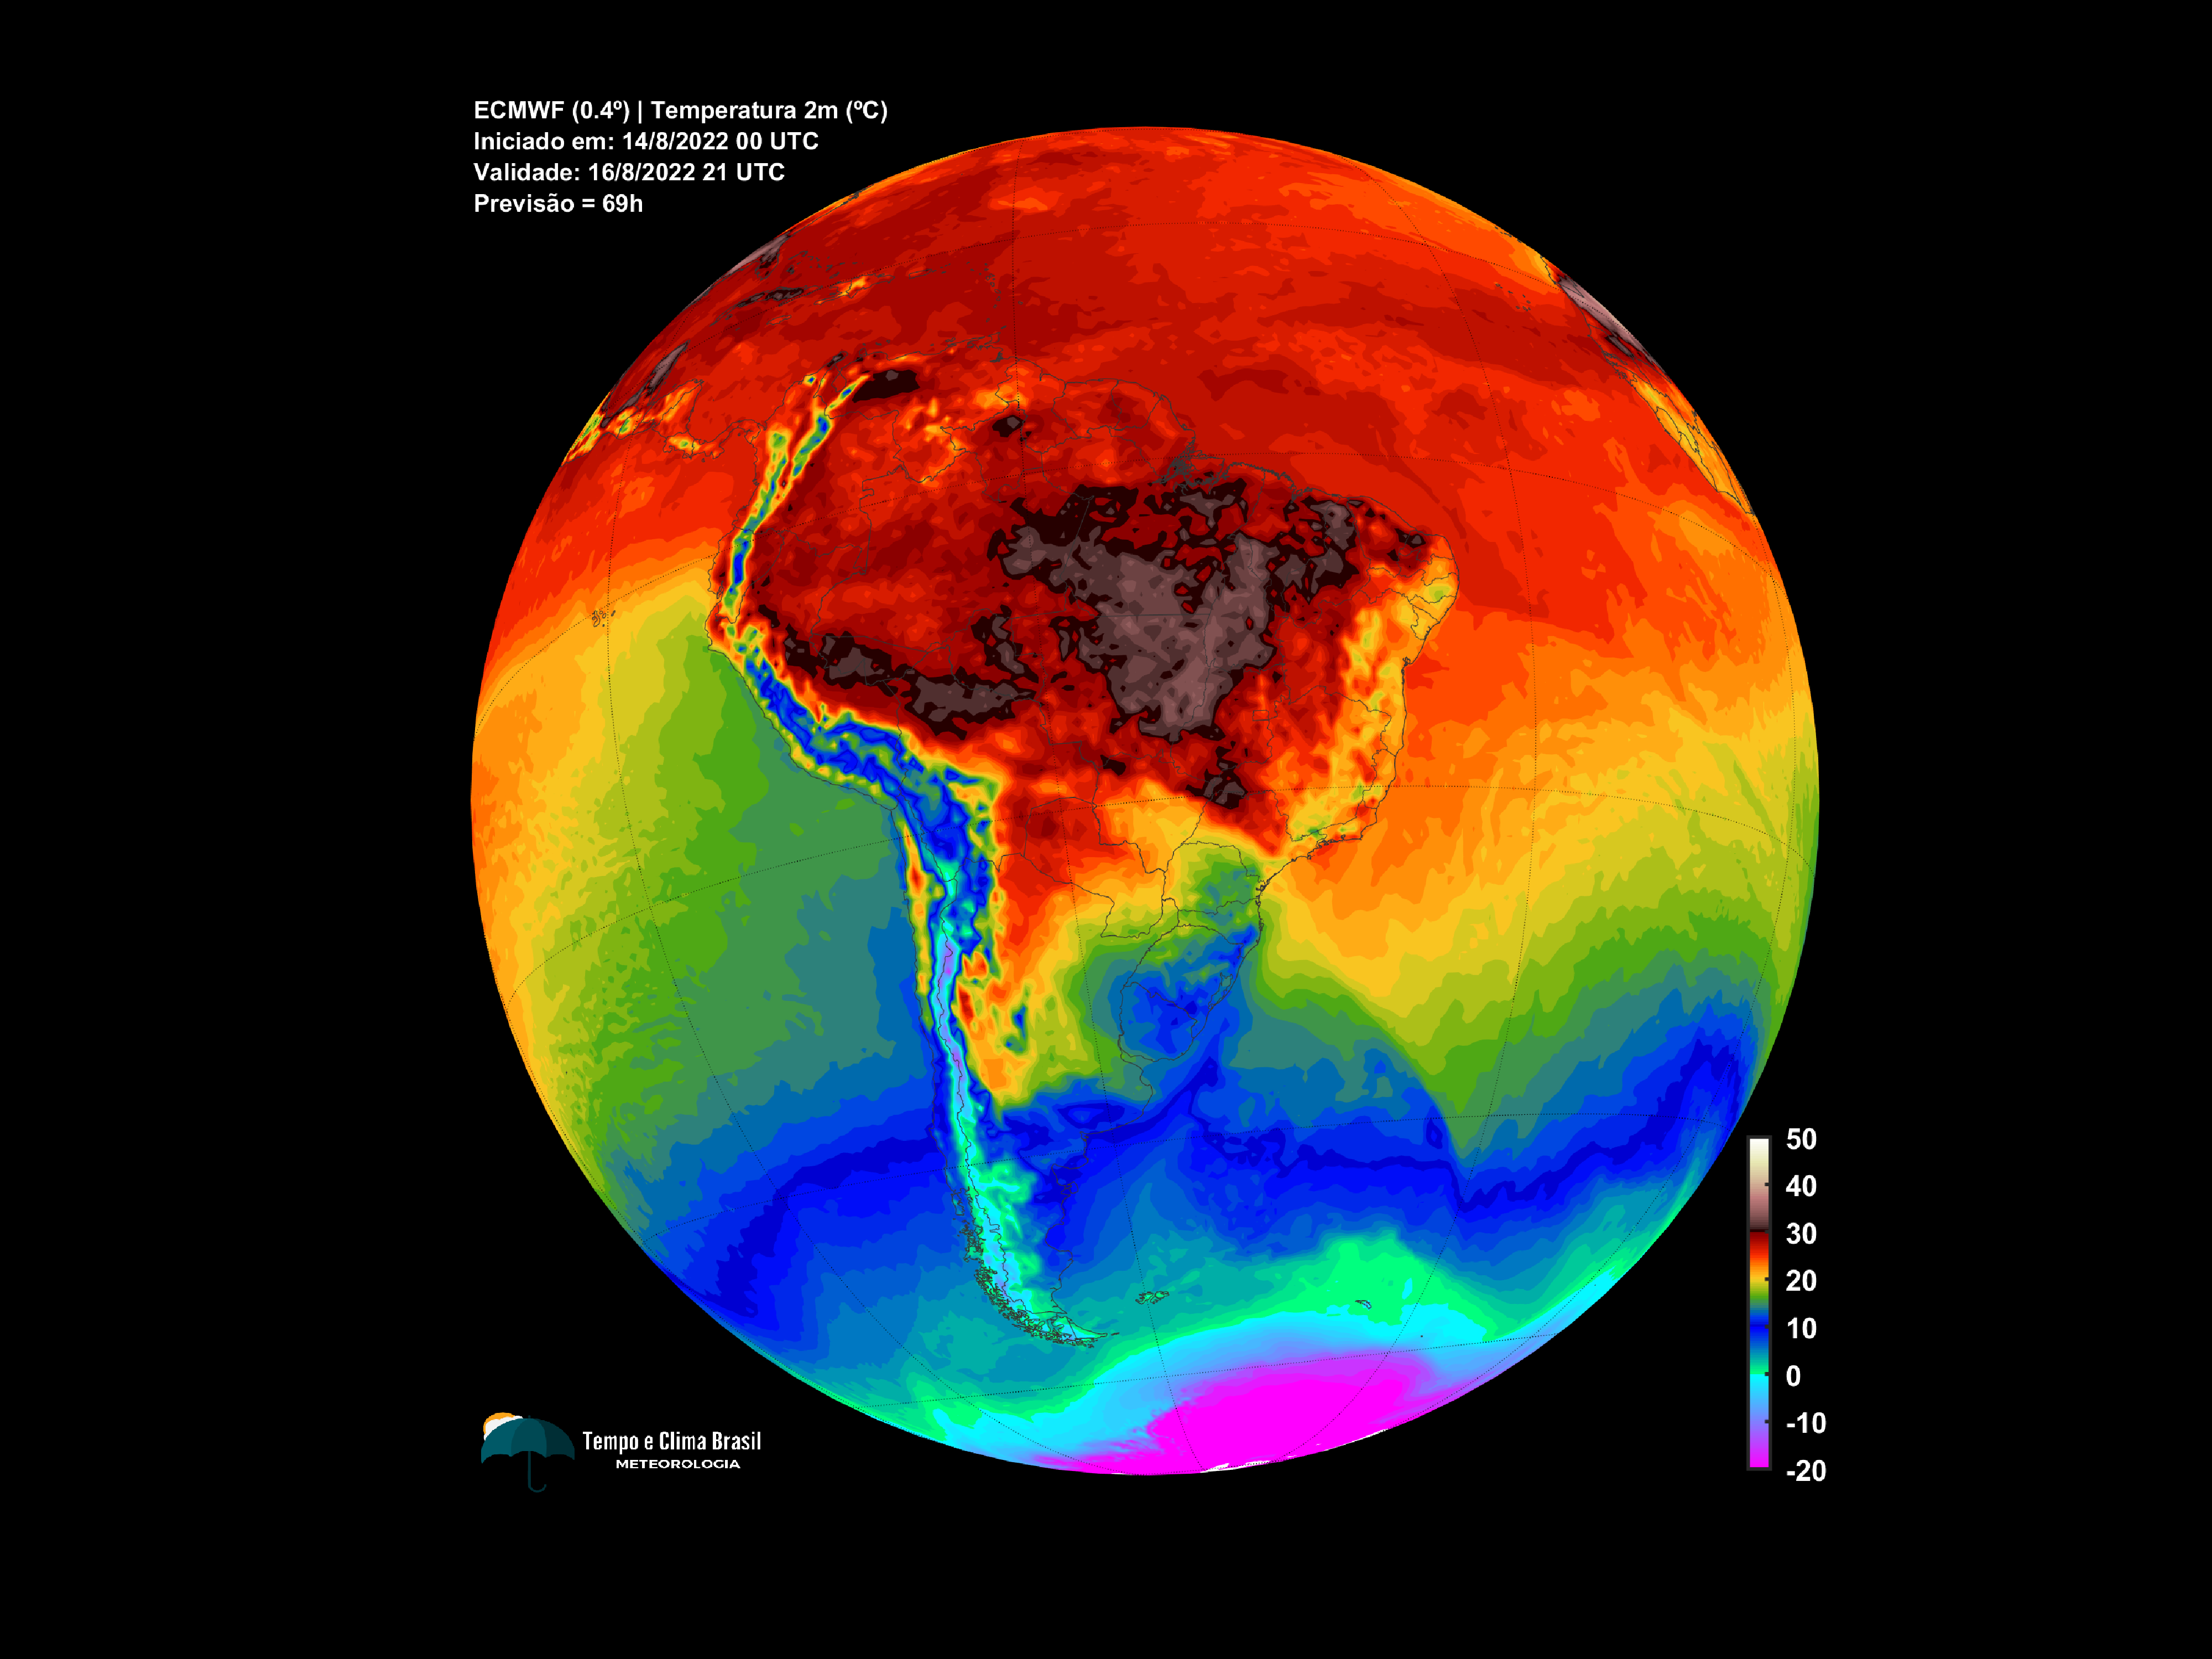 ECMWF (0.4º) | Temperatura 2m (ºC)
Iniciado em: 14/8/2022 00 UTC
Validade: 16/8/2022 21 UTC
Previsão = 69h
50
40
30
20
10
0
-10
-20
Tempo e Clima Brasil
METEOROLOGIA